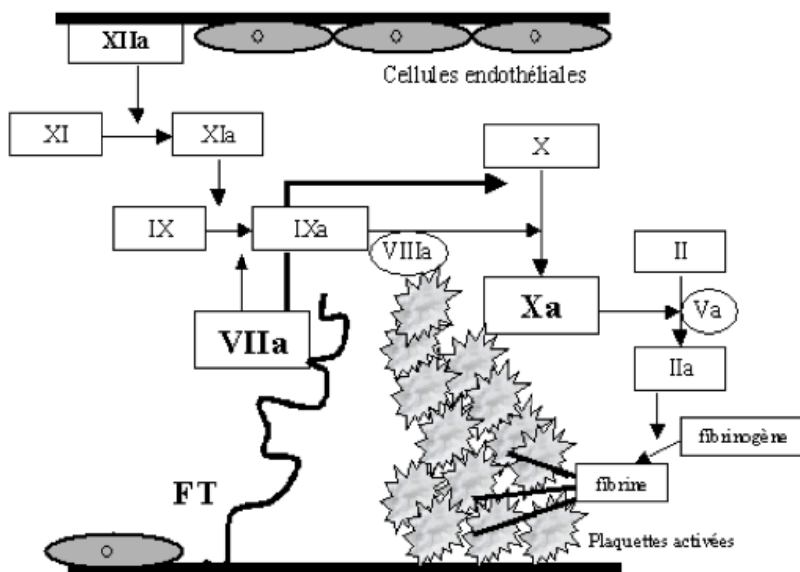 XIIa
Cellules endothéliales
XI
XIa
X
IX
IXa
VIIIa
II
Xa
Va
VIIa
IIa
fibrinogène
FT
fibrine
Plaquettes activées